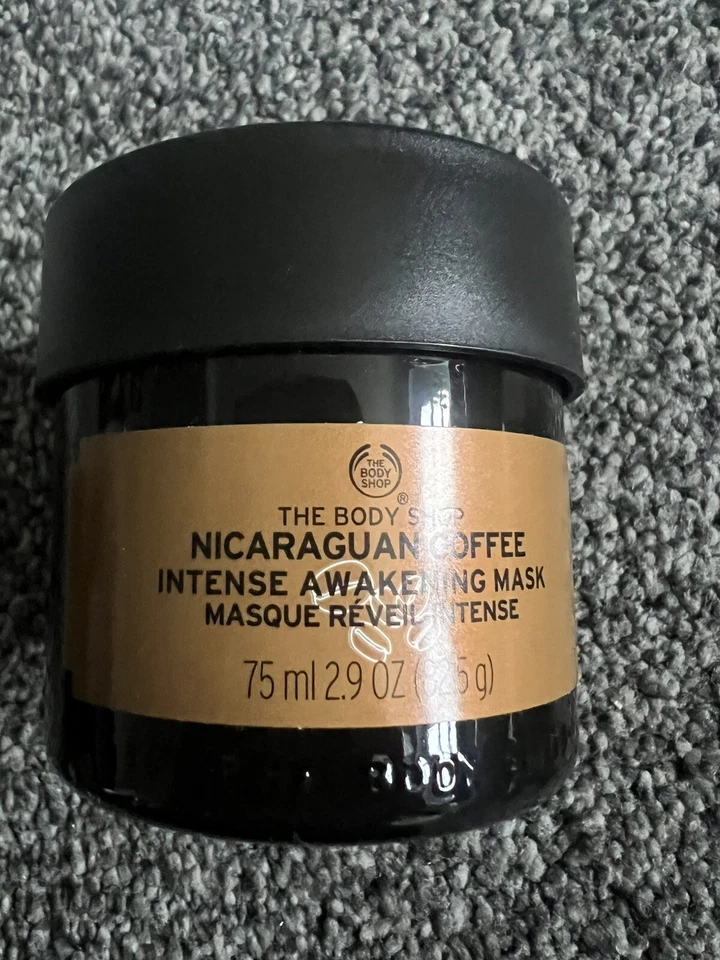 THE
BODY
SHOP
®
THE BODY SHOP
NICARAGUAN COFFEE
INTENSE AWAKENING MASK
MASQUE RÉVEIL INTENSE
75 ml 2.9 OZ